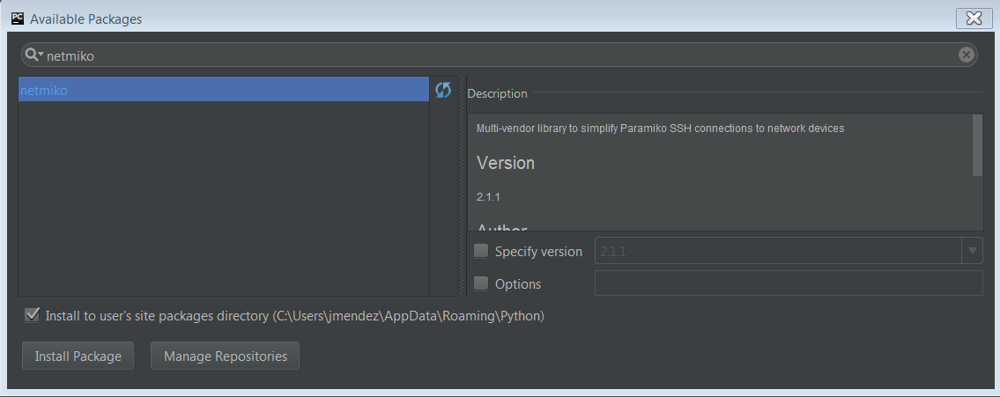 PC Available Packages
netmiko
netmiko
Description
Multi-vendor library to simplify Paramiko SSH connections to network devices
Version
2.1.1
Author
Specify version
2.1.1
Options
Install to user's site packages directory (C:\Users\jmendez\AppData\Roaming\Python)
Install Package
Manage Repositories